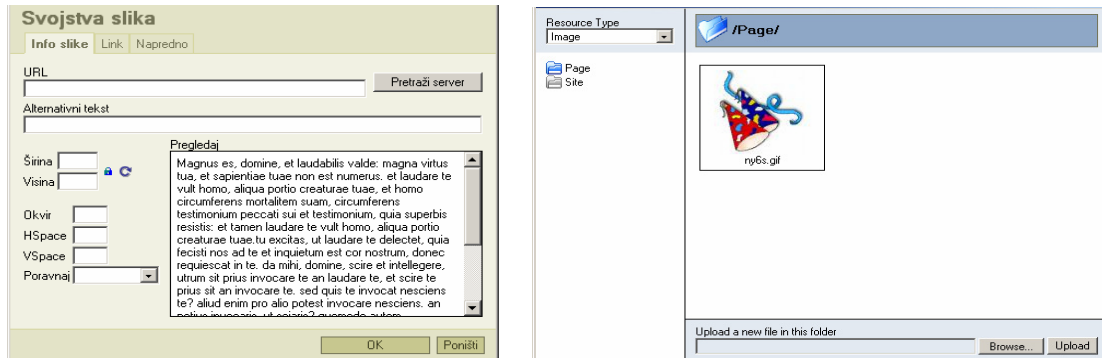 Svojstva slika
Info slike Link Napredno
URL
Pretraži server
Alternativni tekst
Širina
Visina
Okvir
HSpace
VSpace
Poravnaj
Pregledaj
Magnus es, domine, et laudabilis valde: magna virtus
tua, et sapientiae tuae non est numerus. et laudare te
vult homo, aliqua portio creaturae tuae, et homo
circumferens mortalitem suam, circumferens
testimonium peccati sui et testimonium, quia superbis
resistis: et tamen laudare te vult homo, aliqua portio
creaturae tuae.tu excitas, ut laudare te delectet, quia
fecisti nos ad te et inquietum est cor nostrum, donec
requiescat in te. da mihi, domine, scire et intellegere,
utrum sit prius invocare te an laudare te, et scire te
prius sit an invocare te. sed quis te invocat nesciens
te? aliud enim pro alio potest invocare nesciens. an
OK Poništi
Resource Type
Image
Page
Site
/Page/
ny6s.gif
Upload a new file in this folder
Browse... Upload